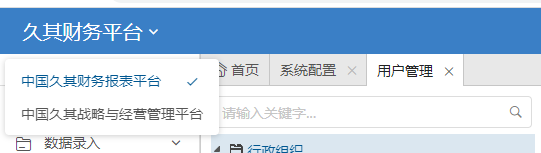 久其财务平台
中国久其财务报表平台
中国久其战略与经营管理平台
首页 系统配置 用户管理
请输入关键字...
数据录入
行政组织